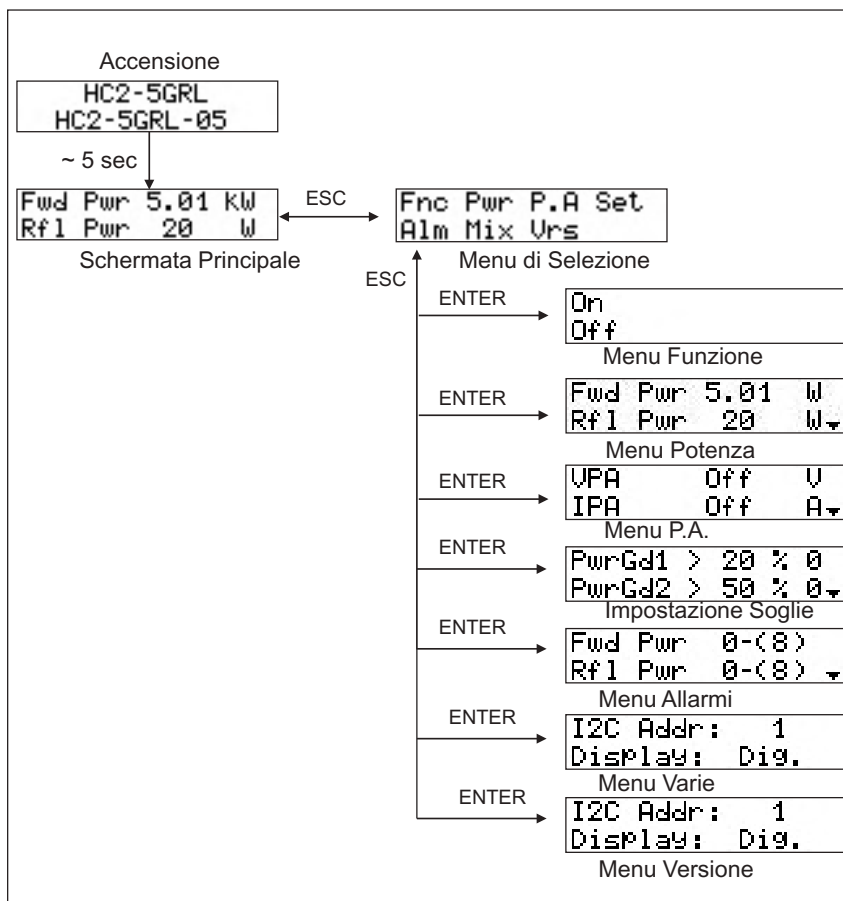 Accensione
HC2-5GRL
HC2-5GRL-05
~ 5 sec
Fwd Pwr 5.01 KW
Rfl Pwr 20 W
Schermata Principale
ESC
Fnc Pwr P.A Set
Alm Mix Vrs
Menu di Selezione
ESC
ENTER
On
Off
Menu Funzione
ENTER
Fwd Pwr 5.01 W
Rfl Pwr 20 W
Menu Potenza
ENTER
VPA Off V
IPA Off A
Menu P.A.
ENTER
PwrGd1 > 20 % 0
PwrGd2 > 50 % 0
Impostazione Soglie
ENTER
Fwd Pwr 0-(8)
Rfl Pwr 0-(8)
Menu Allarmi
ENTER
I2C Addr: 1
Display: Dig.
Menu Varie
ENTER
I2C Addr: 1
Display: Dig.
Menu Versione